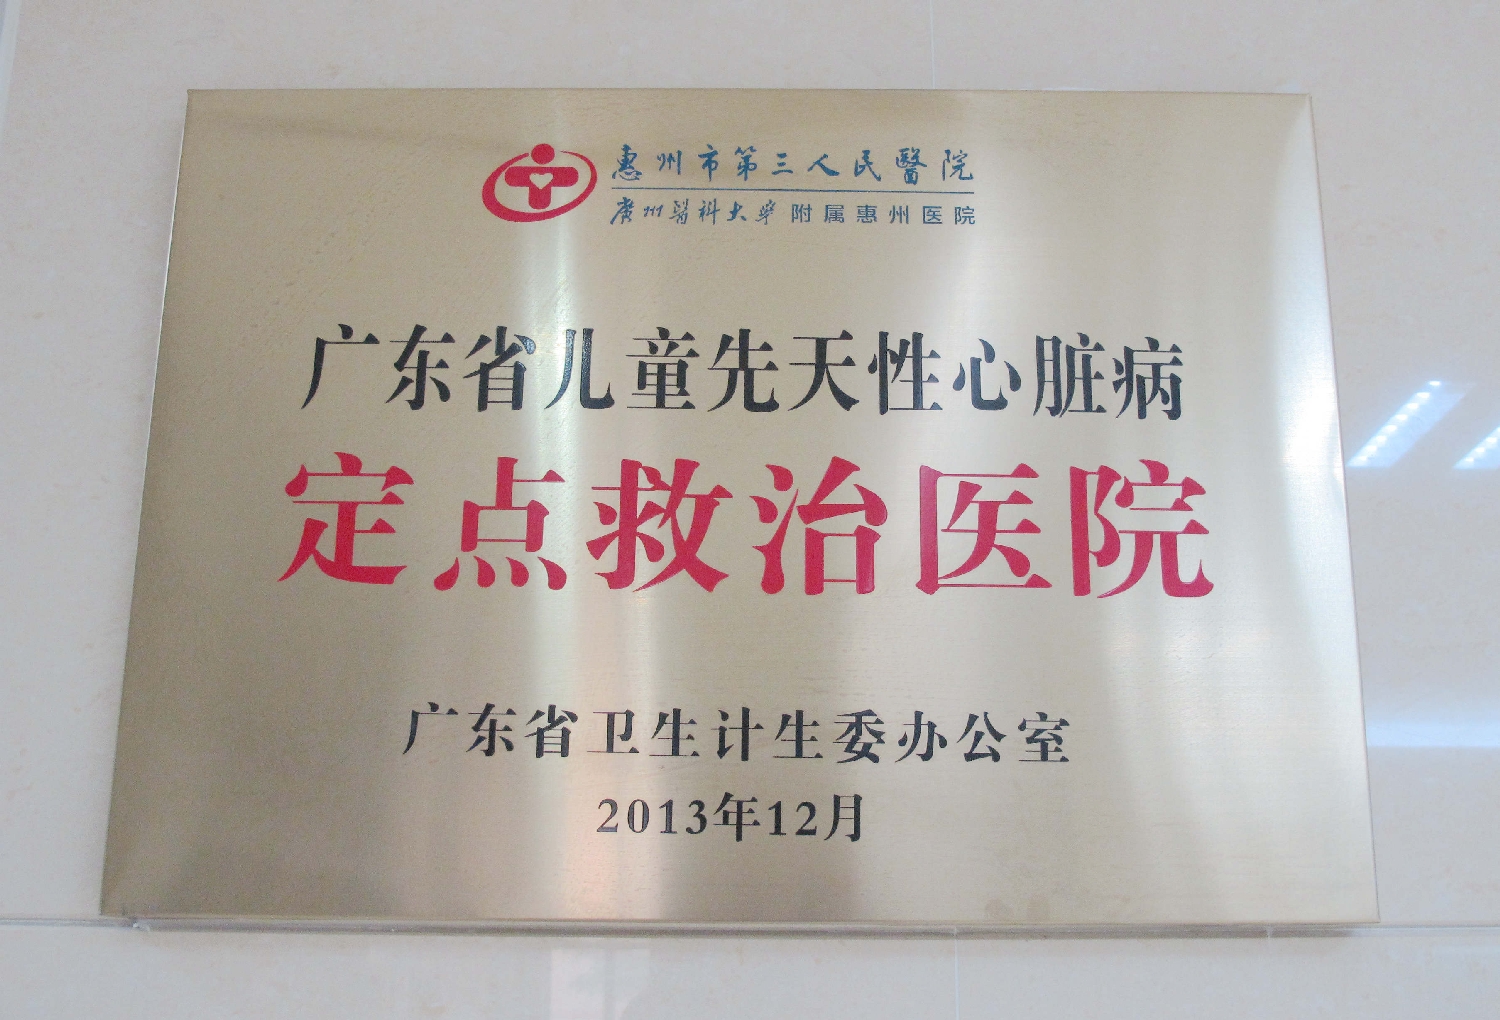 惠州市第三人民醫院
广州醫科大学附属惠州医院
广东省儿童先天性心脏病
定点救治医院
广东省卫生计生委办公室
2013年12月